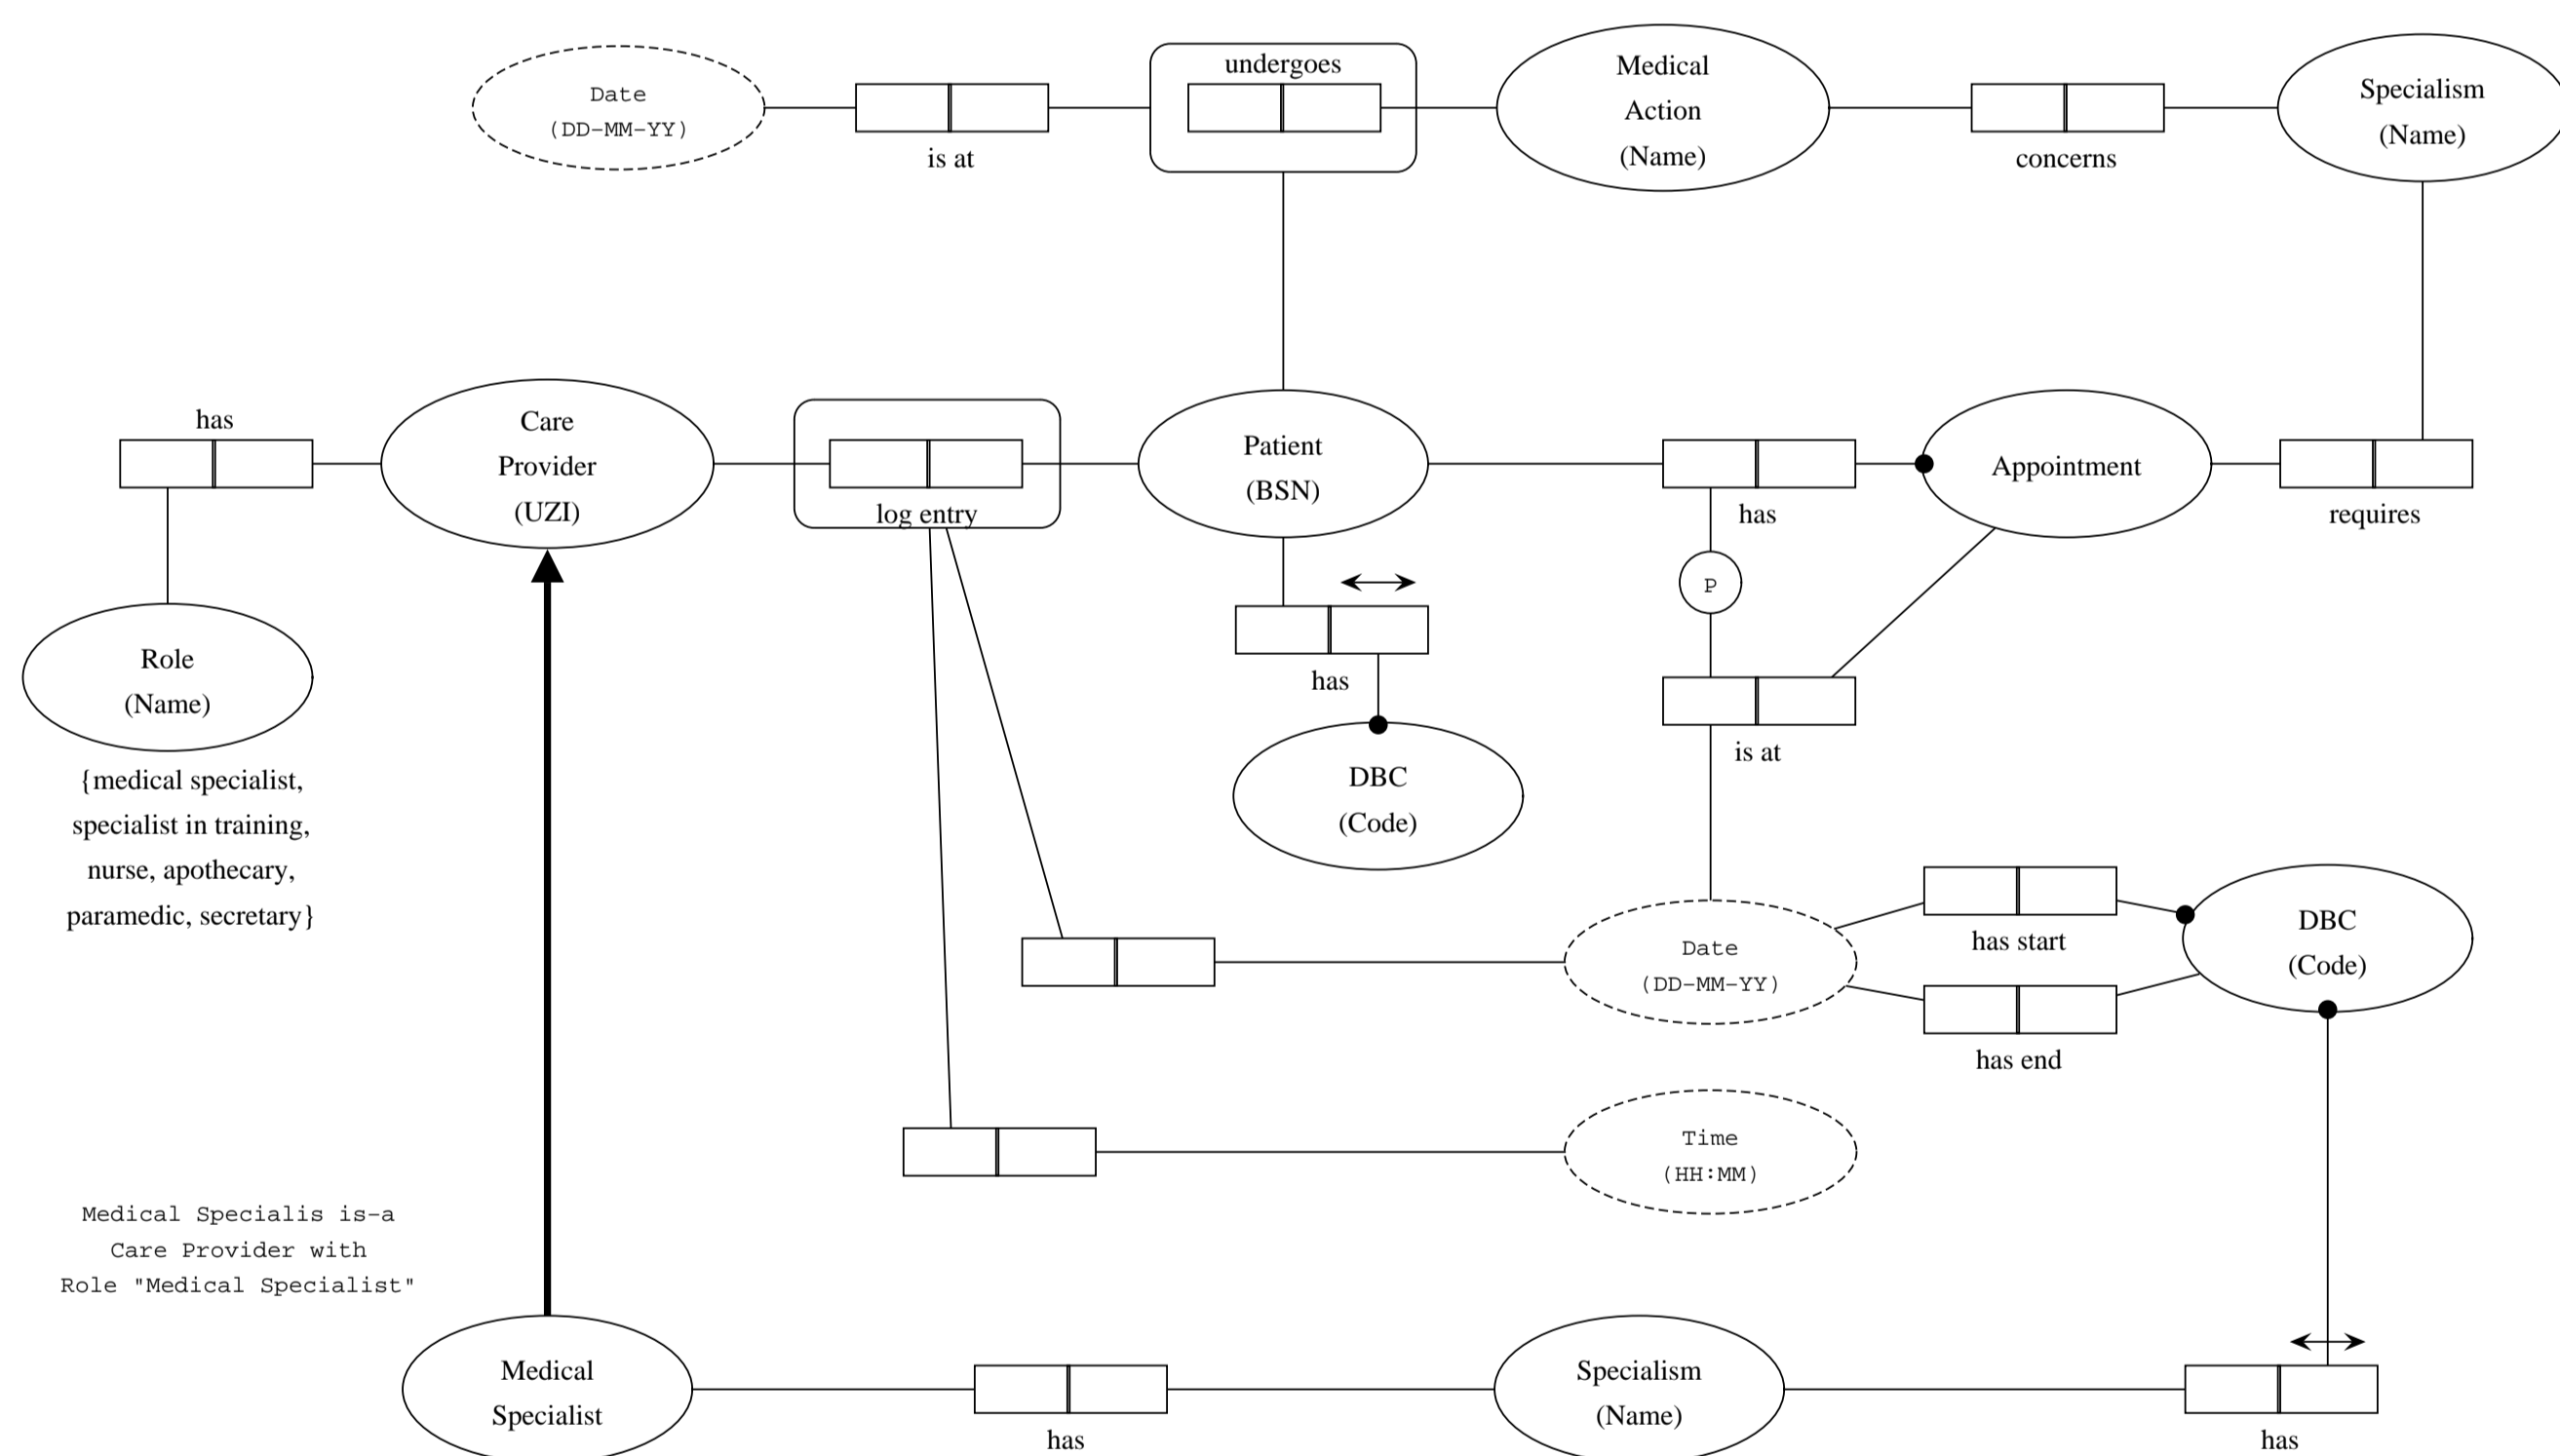 undergoes
Date
(DD-MM-YY)
is at
Medical
Action
(Name)
concerns
Specialism
(Name)
has
Care
Provider
(UZI)
log entry
Patient
(BSN)
has
Appointment
requires
P
Role
(Name)
has
is at
{medical specialist,
specialist in training,
nurse, apothecary,
paramedic, secretary}
DBC
(Code)
Date
(DD-MM-YY)
has start
has end
DBC
(Code)
Time
(HH:MM)
Medical Specialis is-a
Care Provider with
Role "Medical Specialist"
Medical
Specialist
has
Specialism
(Name)
has